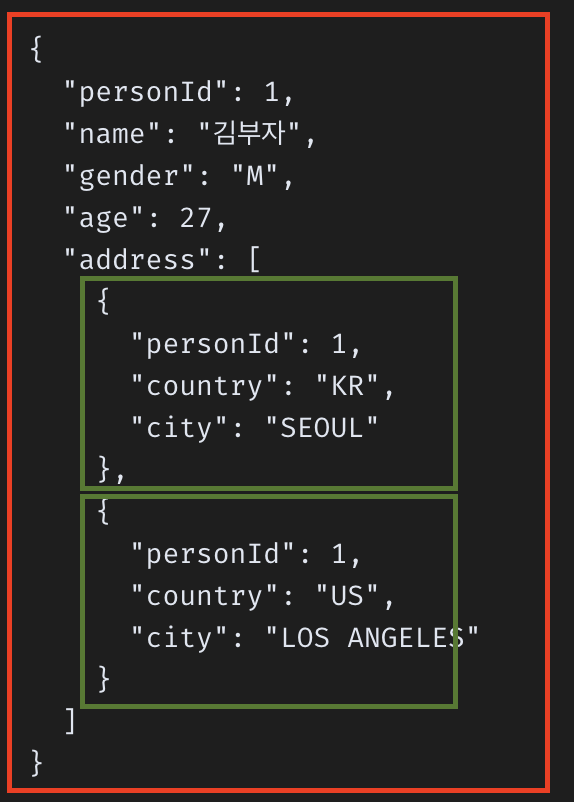 {
  "personId": 1,
  "name": "김부자",
  "gender": "M",
  "age": 27,
  "address": [
    {
      "personId": 1,
      "country": "KR",
      "city": "SEOUL"
    },
    {
      "personId": 1,
      "country": "US",
      "city": "LOS ANGELES"
    }
  ]
}